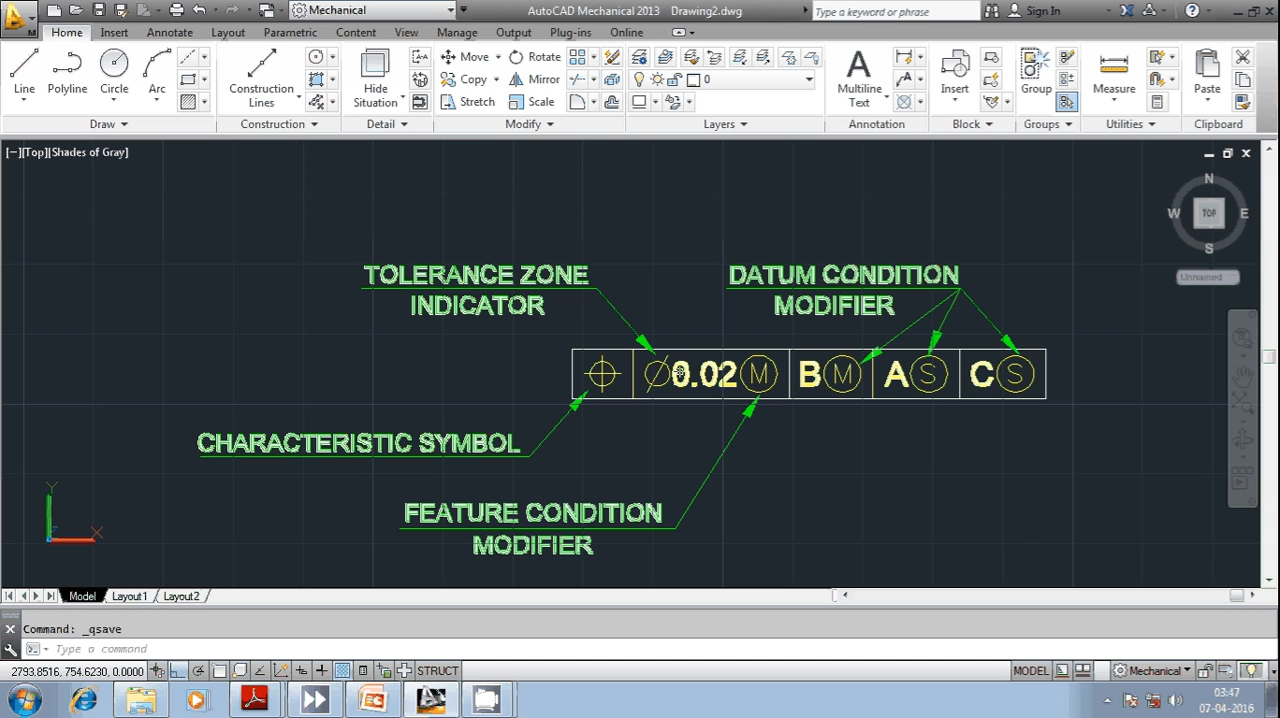 Mechanical
AutoCAD Mechanical 2013 Drawing2.dwg
Type a keyword or phrase
Sign In
M
Home Insert Annotate Layout Parametric Content View Manage Output Plug-ins Online
Line Polyline Circle Arc
Construction Lines
Hide Situation
Move Rotate
Copy Mirror
Stretch Scale
0
Multiline Text
Insert
Group
Measure
Paste
Draw Construction Detail Modify Layers Annotation Block Groups Utilities Clipboard
[−][Top][Shades of Gray]
N
W TOP E
S
Unnamed
TOLERANCE ZONE
INDICATOR
DATUM CONDITION
MODIFIER
⌖ ∅0.02 Ⓜ B Ⓜ A Ⓢ C Ⓢ
CHARACTERISTIC SYMBOL
FEATURE CONDITION
MODIFIER
Y
X
Model Layout1 Layout2
Command: _qsave
Type a command
2793.8516, 754.6230, 0.0000
STRUCT
MODEL
Mechanical
03:47
07-04-2016